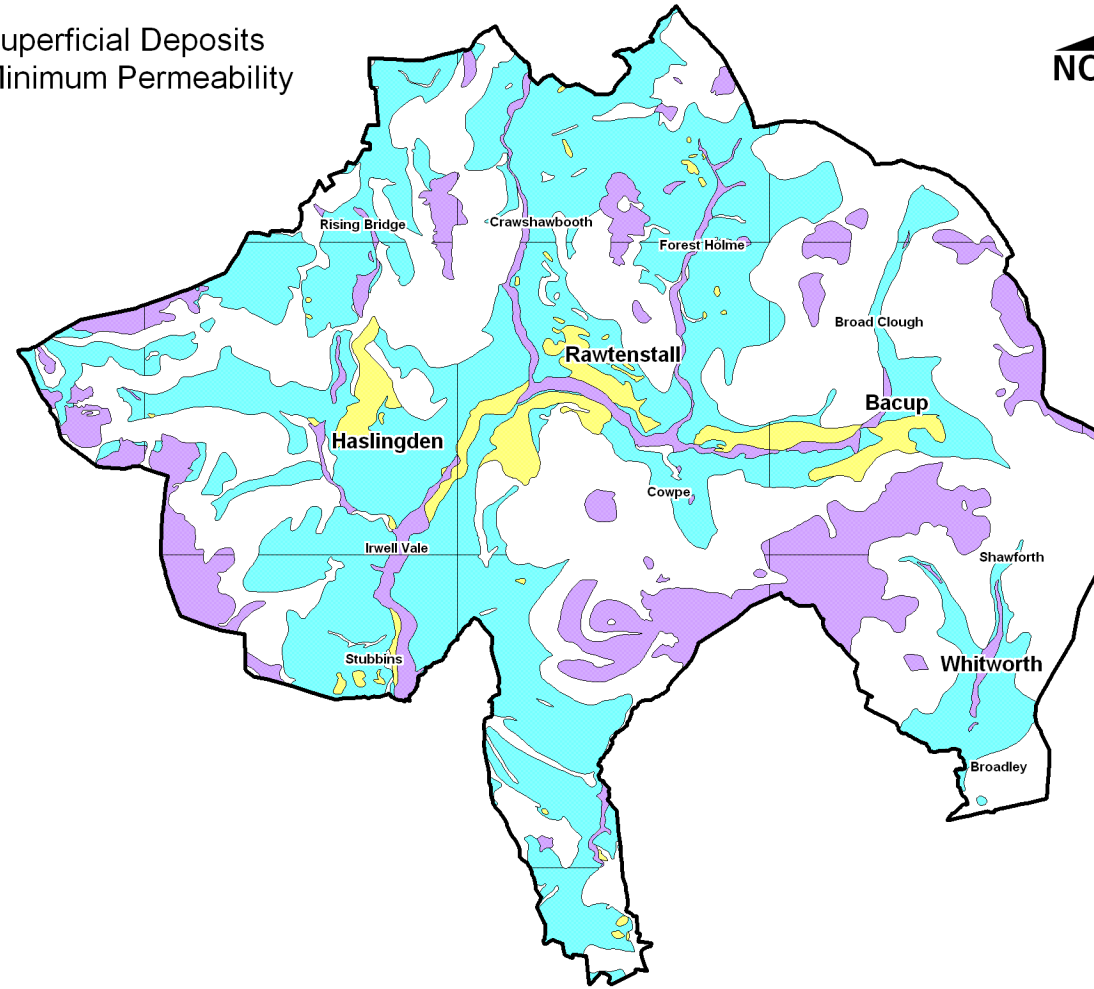 uperficial Deposits
inimum Permeability
NO
Rising Bridge
Crawshawbooth
Forest Holme
Broad Clough
Rawtenstall
Bacup
Haslingden
Cowpe
Irwell Vale
Shawforth
Stubbins
Whitworth
Broadley